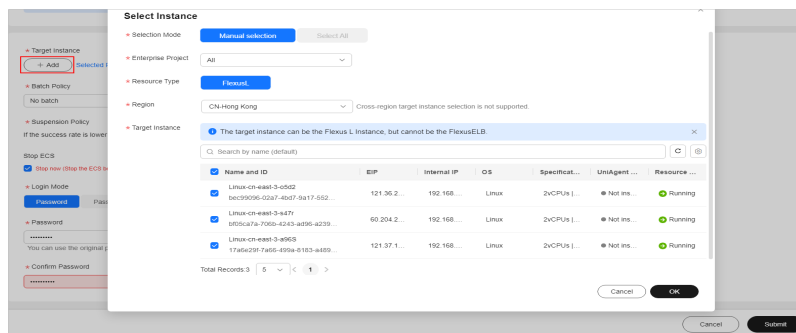 Select Instance
* Selection Mode
Manual selection
Select All
* Enterprise Project
All
* Resource Type
FlexusL
* Region
CN-Hong Kong
Cross-region target instance selection is not supported.
* Target Instance
The target instance can be the Flexus L Instance, but cannot be the FlexusELB.
Search by name (default)
Name and ID EIP Internal IP OS Specificat... UniAgent ... Resource ...
Linux-cn-east-3-o5d2
bec99096-02a7-4bd7-9a17-552...
121.36.2... 192.168.... Linux 2vCPUs |... Not ins... Running
Linux-cn-east-3-s47r
bf05ca7a-706b-4243-ad96-a239...
60.204.2... 192.168.... Linux 2vCPUs |... Not ins... Running
Linux-cn-east-3-a96S
17a6e29f-7a66-499a-8183-a489...
121.37.1... 192.168.... Linux 2vCPUs |... Not ins... Running
Total Records:3 5 < 1 >
Cancel OK
* Target Instance
+ Add Selected
* Batch Policy
No batch
* Suspension Policy
If the success rate is lower
Stop ECS
Stop now (Stop the ECS
* Login Mode
Password
* Password
You can use the original
* Confirm Password
Cancel Submit